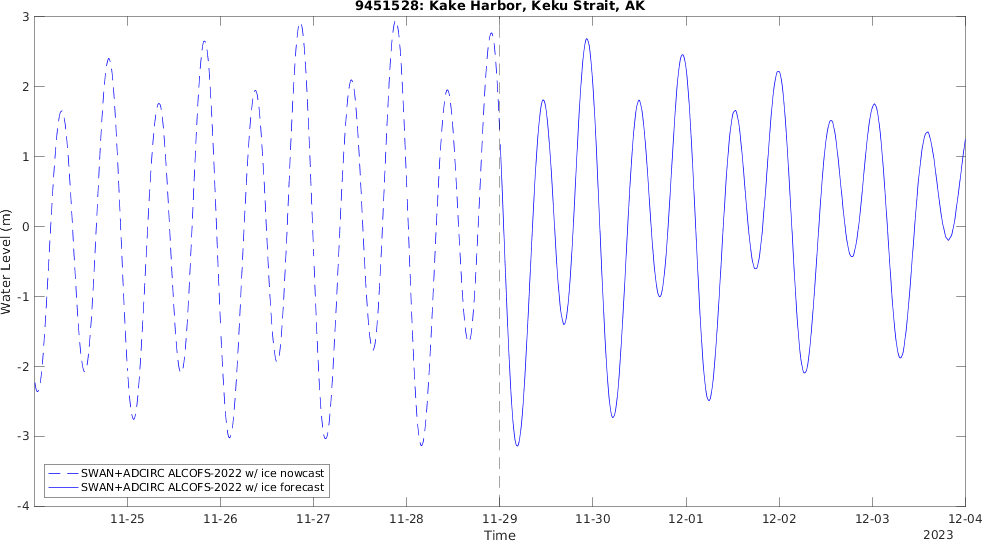 9451528: Kake Harbor, Keku Strait, AK
3
2
1
0
-1
-2
-3
-4
Water Level (m)
SWAN+ADCIRC ALCOFS-2022 w/ ice nowcast
SWAN+ADCIRC ALCOFS-2022 w/ ice forecast
11-25 11-26 11-27 11-28 11-29 11-30 12-01 12-02 12-03 12-04
Time
2023